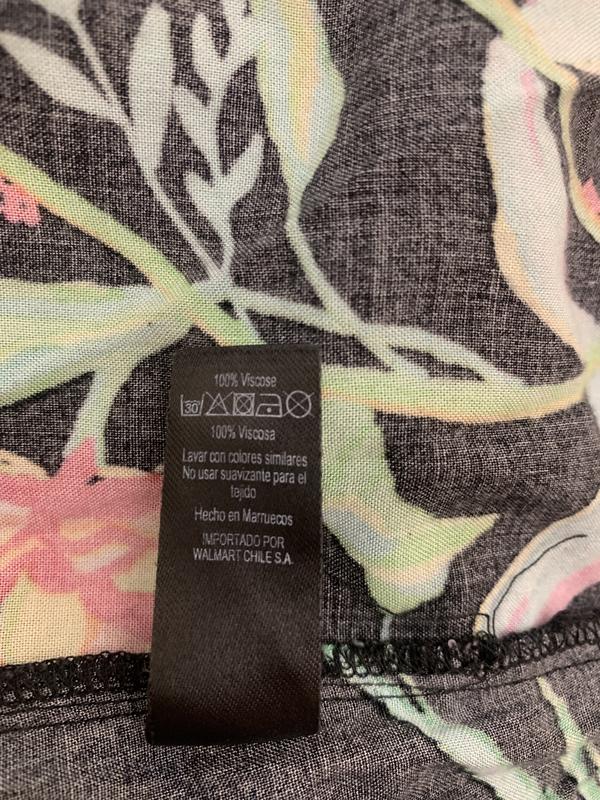 100% Viscose
30
100% Viscosa
Lavar con colores similares
No usar suavizante para el
tejido
Hecho en Marruecos
IMPORTADO POR
WALMART CHILE S.A.